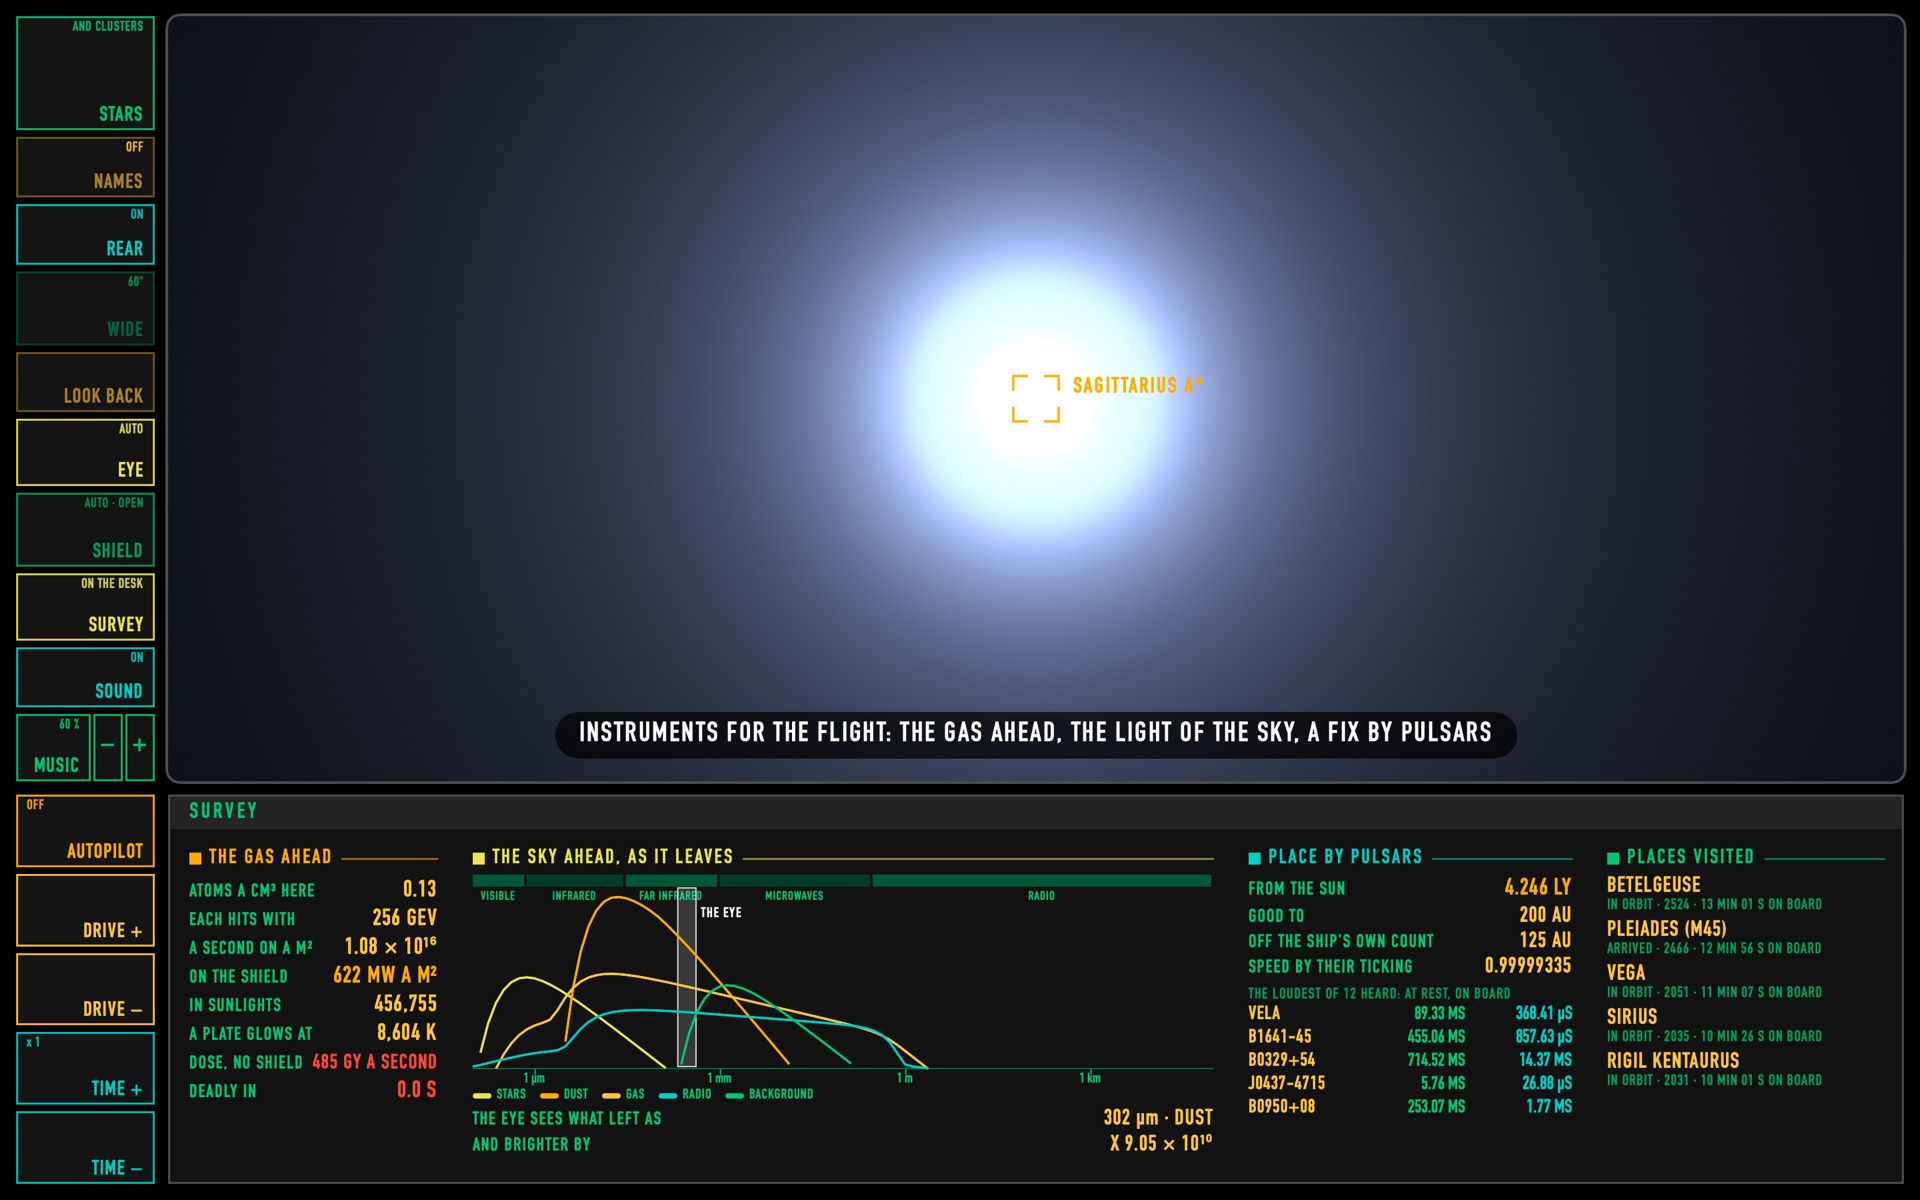 AND CLUSTERS
STARS
OFF
NAMES
ON
REAR
60°
WIDE
LOOK BACK
AUTO
EYE
AUTO · OPEN
SHIELD
ON THE DESK
SURVEY
ON
SOUND
60 %
MUSIC
−
+
OFF
AUTOPILOT
DRIVE +
DRIVE −
x 1
TIME +
TIME −
SAGITTARIUS A*
INSTRUMENTS FOR THE FLIGHT: THE GAS AHEAD, THE LIGHT OF THE SKY, A FIX BY PULSARS
SURVEY
THE GAS AHEAD
ATOMS A CM³ HERE 0.13
EACH HITS WITH 256 GEV
A SECOND ON A M² 1.08 × 10¹⁶
ON THE SHIELD 622 MW A M²
IN SUNLIGHTS 456,755
A PLATE GLOWS AT 8,604 K
DOSE, NO SHIELD 485 GY A SECOND
DEADLY IN 0.0 S
THE SKY AHEAD, AS IT LEAVES
VISIBLE INFRARED FAR INFRARED MICROWAVES RADIO
THE EYE
1 µm 1 mm 1 m 1 km
STARS DUST GAS RADIO BACKGROUND
THE EYE SEES WHAT LEFT AS 302 µm · DUST
AND BRIGHTER BY X 9.05 × 10¹⁰
PLACE BY PULSARS
FROM THE SUN 4.246 LY
GOOD TO 200 AU
OFF THE SHIP'S OWN COUNT 125 AU
SPEED BY THEIR TICKING 0.99999335
THE LOUDEST OF 12 HEARD: AT REST, ON BOARD
VELA 89.33 MS 368.41 µS
B1641-45 455.06 MS 857.63 µS
B0329+54 714.52 MS 14.37 MS
J0437-4715 5.76 MS 26.88 µS
B0950+08 253.07 MS 1.77 MS
PLACES VISITED
BETELGEUSE
IN ORBIT · 2524 · 13 MIN 01 S ON BOARD
PLEIADES (M45)
ARRIVED · 2466 · 12 MIN 56 S ON BOARD
VEGA
IN ORBIT · 2051 · 11 MIN 07 S ON BOARD
SIRIUS
IN ORBIT · 2035 · 10 MIN 26 S ON BOARD
RIGIL KENTAURUS
IN ORBIT · 2031 · 10 MIN 01 S ON BOARD